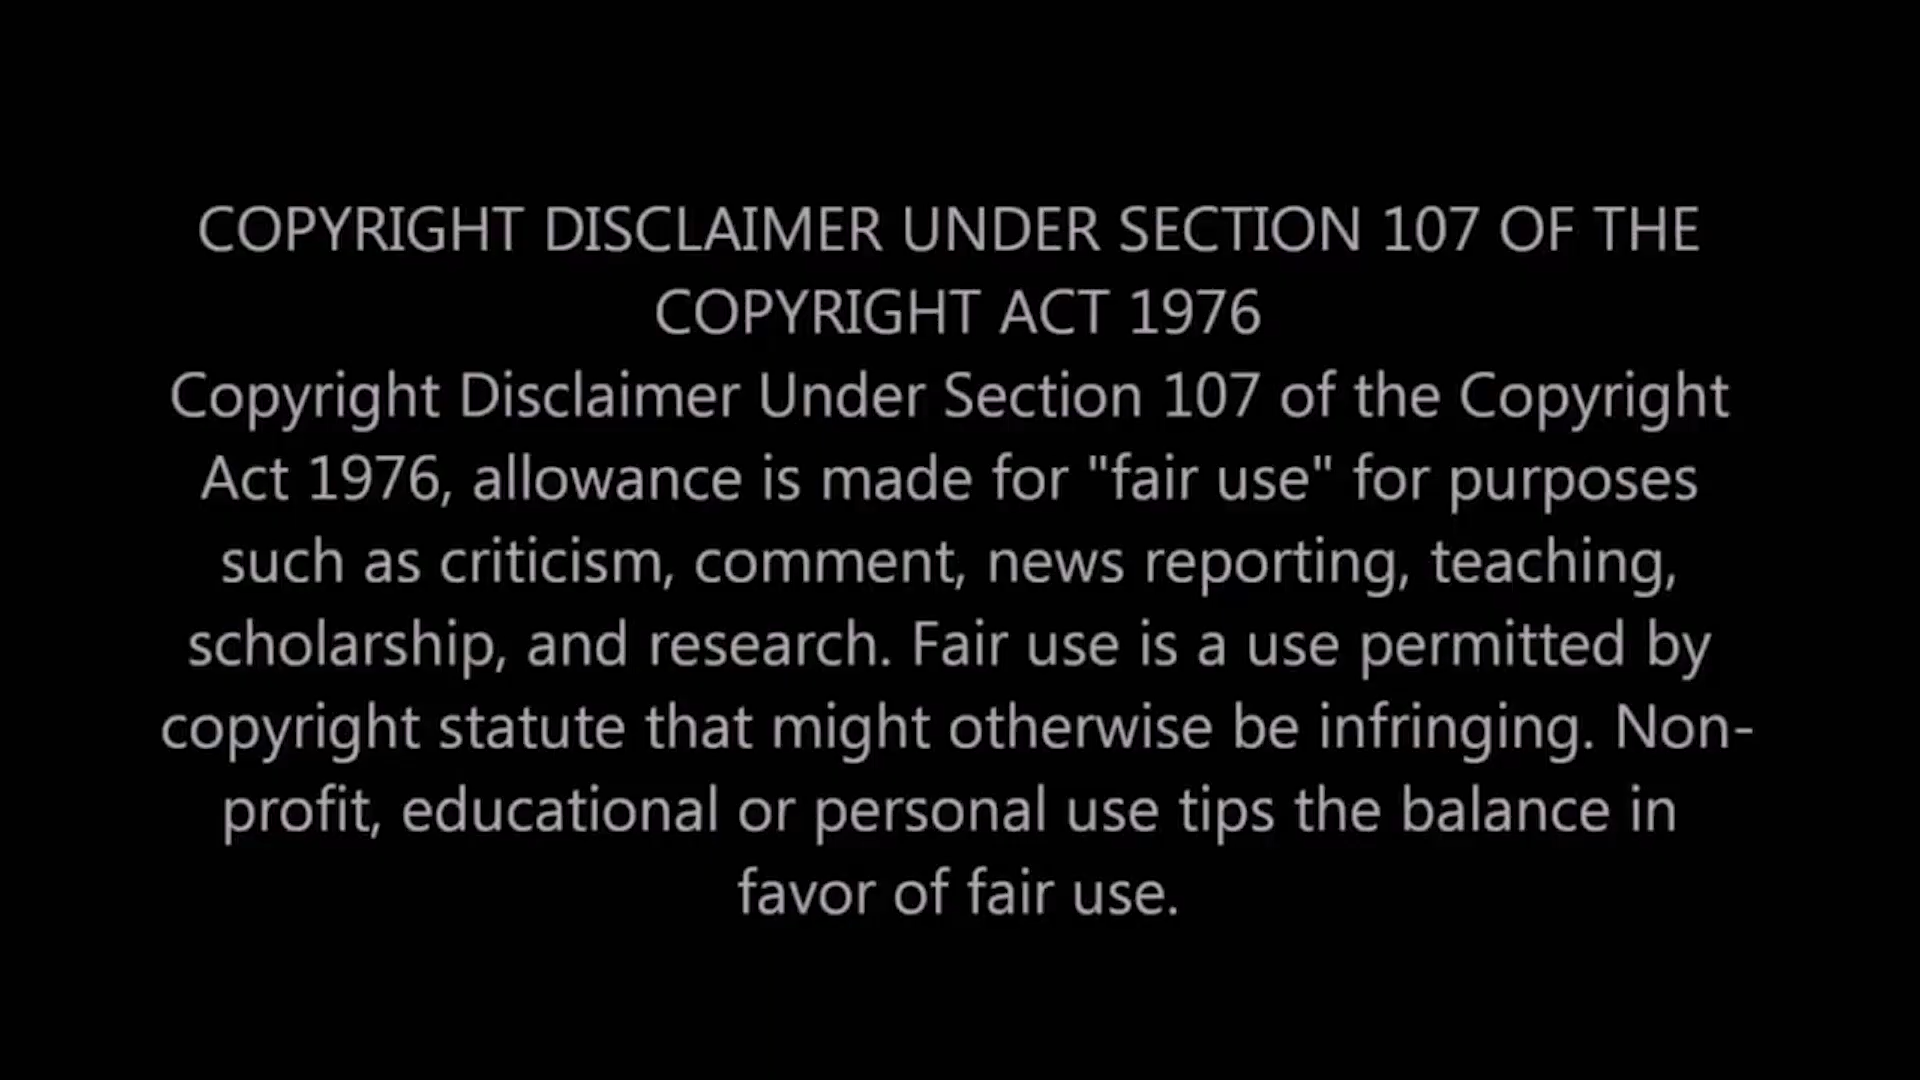 COPYRIGHT DISCLAIMER UNDER SECTION 107 OF THE
COPYRIGHT ACT 1976
Copyright Disclaimer Under Section 107 of the Copyright
Act 1976, allowance is made for "fair use" for purposes
such as criticism, comment, news reporting, teaching,
scholarship, and research. Fair use is a use permitted by
copyright statute that might otherwise be infringing. Non-
profit, educational or personal use tips the balance in
favor of fair use.